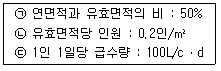 ㉠ 연면적과 유효면적의 비 : 50%
㉡ 유효면적당 인원 : 0.2인/㎡
㉢ 1인 1일당 급수량 : 100L/cㆍd